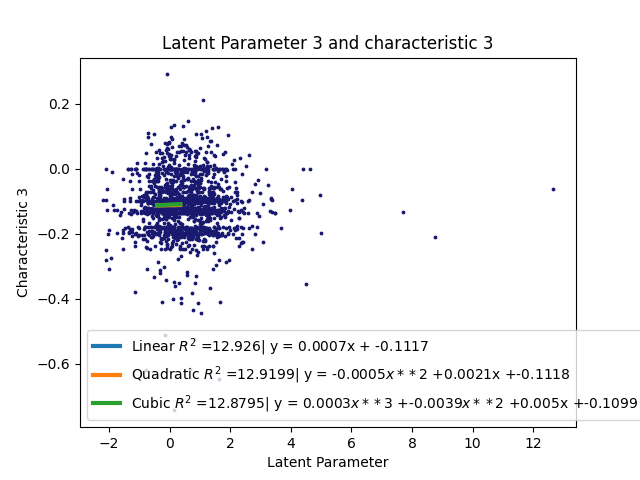 Latent Parameter 3 and characteristic 3
Characteristic 3
0.2
0.0
−0.2
−0.4
−0.6
Linear R² =12.926| y = 0.0007x + -0.1117
Quadratic R² =12.9199| y = -0.0005x * *2 +0.0021x +-0.1118
Cubic R² =12.8795| y = 0.0003x * *3 +-0.0039x * *2 +0.005x +-0.1099
−2 0 2 4 6 8 10 12
Latent Parameter